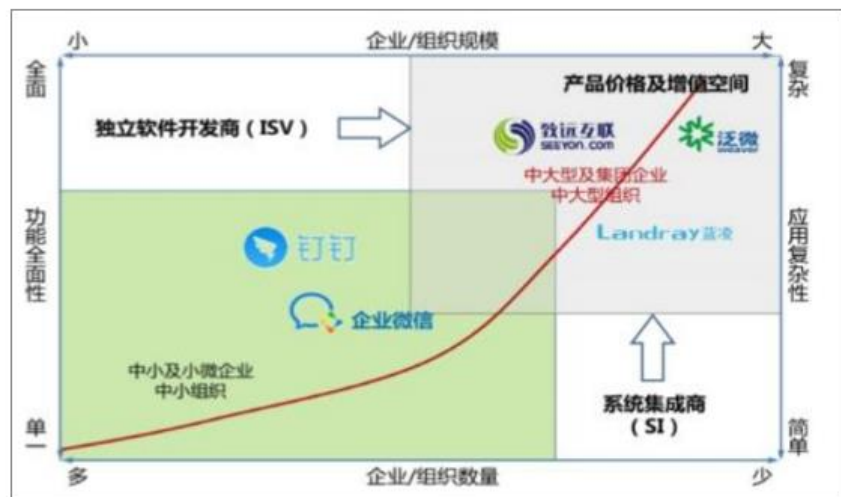 小 企业/组织规模 大
全面
复杂
产品价格及增值空间
独立软件开发商(ISV)
致远互联
SEEYON.COM
泛微
weaver
中大型及集团企业
中大型组织
功能全面性
应用复杂性
钉钉
Landray蓝凌
企业微信
中小及小微企业
中小组织
系统集成商
(SI)
单一
简单
多 企业/组织数量 少